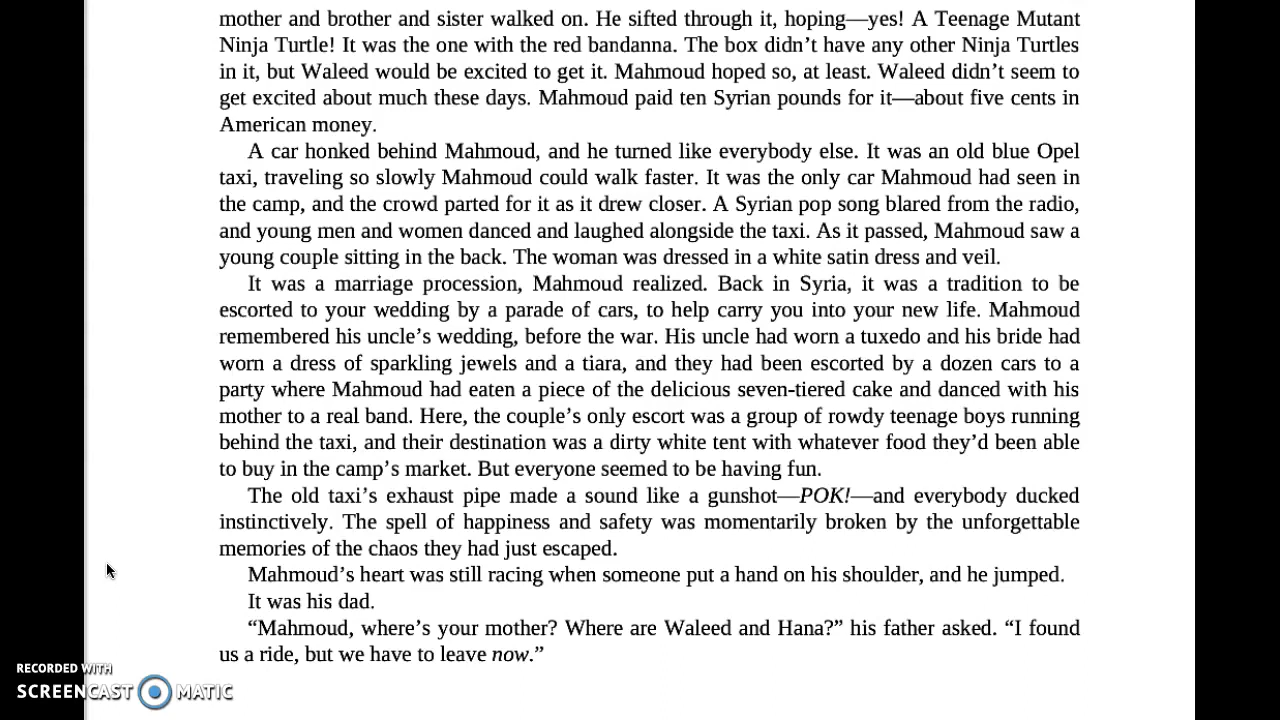 mother and brother and sister walked on. He sifted through it, hoping—yes! A Teenage Mutant
Ninja Turtle! It was the one with the red bandanna. The box didn’t have any other Ninja Turtles
in it, but Waleed would be excited to get it. Mahmoud hoped so, at least. Waleed didn’t seem to
get excited about much these days. Mahmoud paid ten Syrian pounds for it—about five cents in
American money.
A car honked behind Mahmoud, and he turned like everybody else. It was an old blue Opel
taxi, traveling so slowly Mahmoud could walk faster. It was the only car Mahmoud had seen in
the camp, and the crowd parted for it as it drew closer. A Syrian pop song blared from the radio,
and young men and women danced and laughed alongside the taxi. As it passed, Mahmoud saw a
young couple sitting in the back. The woman was dressed in a white satin dress and veil.
It was a marriage procession, Mahmoud realized. Back in Syria, it was a tradition to be
escorted to your wedding by a parade of cars, to help carry you into your new life. Mahmoud
remembered his uncle’s wedding, before the war. His uncle had worn a tuxedo and his bride had
worn a dress of sparkling jewels and a tiara, and they had been escorted by a dozen cars to a
party where Mahmoud had eaten a piece of the delicious seven-tiered cake and danced with his
mother to a real band. Here, the couple’s only escort was a group of rowdy teenage boys running
behind the taxi, and their destination was a dirty white tent with whatever food they’d been able
to buy in the camp’s market. But everyone seemed to be having fun.
The old taxi’s exhaust pipe made a sound like a gunshot—POK!—and everybody ducked
instinctively. The spell of happiness and safety was momentarily broken by the unforgettable
memories of the chaos they had just escaped.
Mahmoud’s heart was still racing when someone put a hand on his shoulder, and he jumped.
It was his dad.
“Mahmoud, where’s your mother? Where are Waleed and Hana?” his father asked. “I found
us a ride, but we have to leave now.”
RECORDED WITH
SCREENCAST MATIC